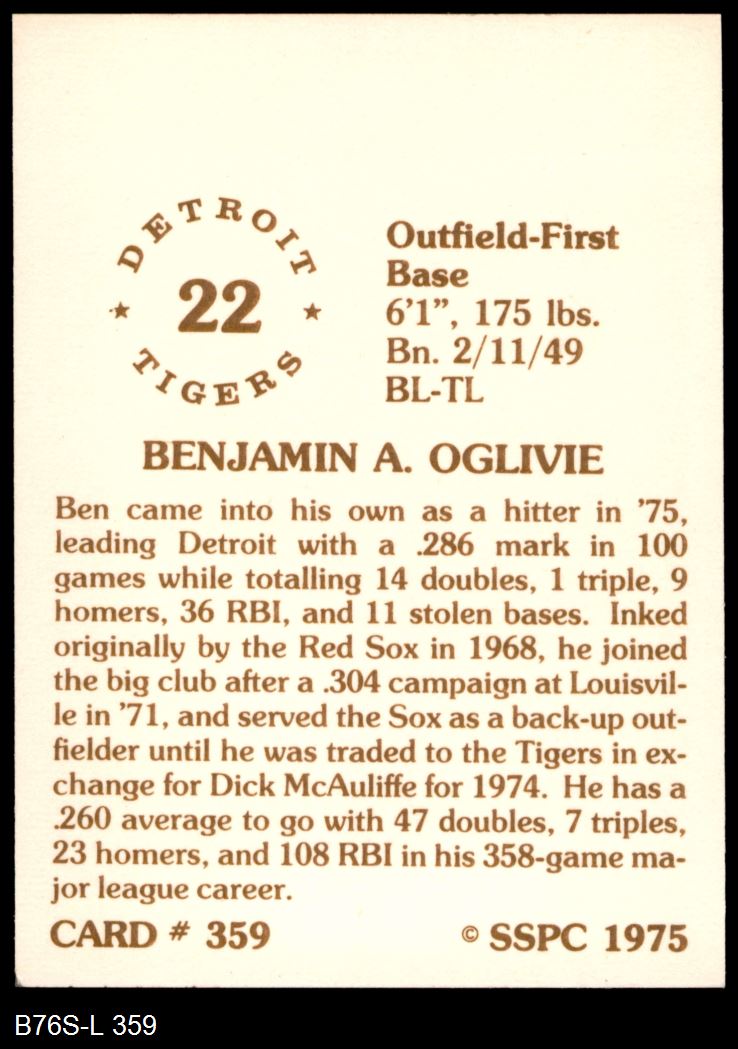 DETROIT
★ 22 ★
TIGERS
Outfield-First
Base
6'1”, 175 lbs.
Bn. 2/11/49
BL-TL
BENJAMIN A. OGLIVIE
Ben came into his own as a hitter in ’75,
leading Detroit with a .286 mark in 100
games while totalling 14 doubles, 1 triple, 9
homers, 36 RBI, and 11 stolen bases. Inked
originally by the Red Sox in 1968, he joined
the big club after a .304 campaign at Louisvil-
le in ’71, and served the Sox as a back-up out-
fielder until he was traded to the Tigers in ex-
change for Dick McAuliffe for 1974. He has a
.260 average to go with 47 doubles, 7 triples,
23 homers, and 108 RBI in his 358-game ma-
jor league career.
CARD # 359
© SSPC 1975
B76S-L 359